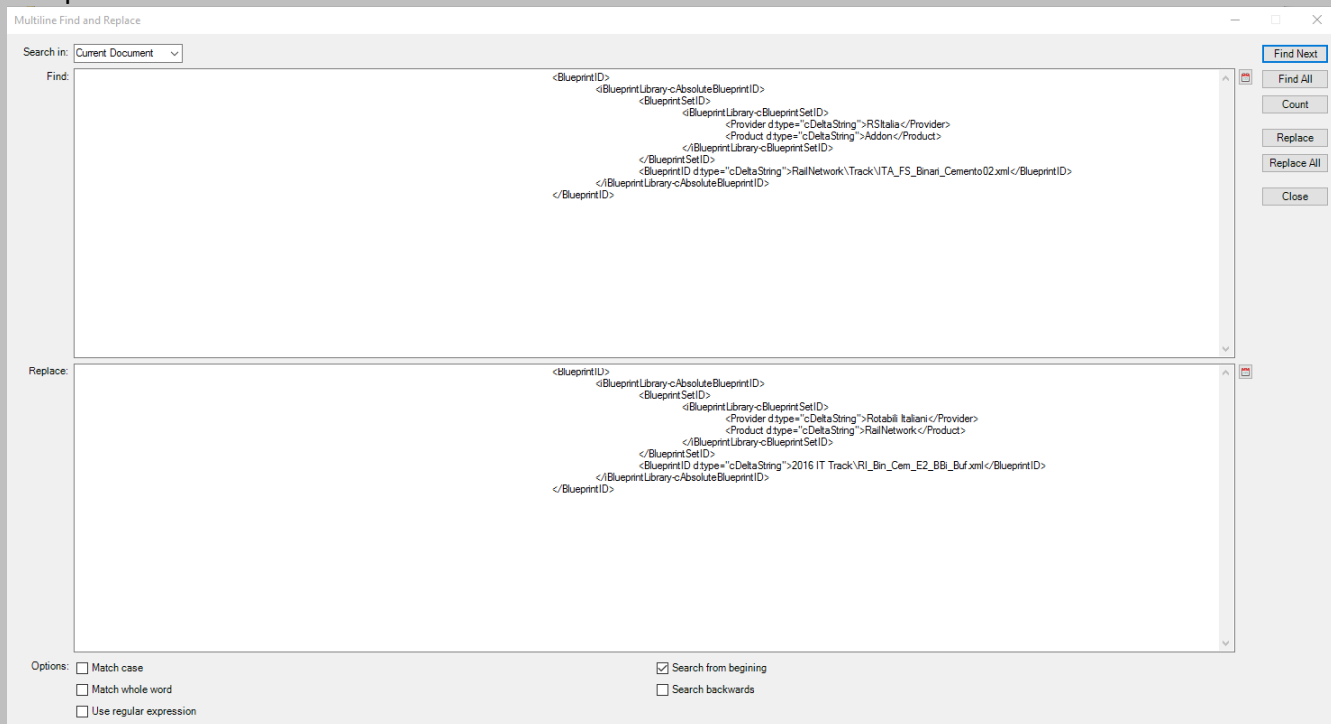 Multiline Find and Replace
Search in: Current Document
Find Next
Find:
<BlueprintID>
<iBlueprintLibrary-cAbsoluteBlueprintID>
<BlueprintSetID>
<iBlueprintLibrary-cBlueprintSetID>
<Provider d:type="cDeltaString">RSItalia</Provider>
<Product d:type="cDeltaString">Addon</Product>
</iBlueprintLibrary-cBlueprintSetID>
</BlueprintSetID>
<BlueprintID d:type="cDeltaString">RailNetwork\Track\ITA_FS_Binari_Cemento02.xml</BlueprintID>
</iBlueprintLibrary-cAbsoluteBlueprintID>
</BlueprintID>
Find All
Count
Replace
Replace All
Close
Replace:
<BlueprintID>
<iBlueprintLibrary-cAbsoluteBlueprintID>
<BlueprintSetID>
<iBlueprintLibrary-cBlueprintSetID>
<Provider d:type="cDeltaString">Rotabili Italiani</Provider>
<Product d:type="cDeltaString">RailNetwork</Product>
</iBlueprintLibrary-cBlueprintSetID>
</BlueprintSetID>
<BlueprintID d:type="cDeltaString">2016 IT Track\RI_Bin_Cem_E2_BBi_Buf.xml</BlueprintID>
</iBlueprintLibrary-cAbsoluteBlueprintID>
</BlueprintID>
Options: Match case
Search from begining
Match whole word
Search backwards
Use regular expression